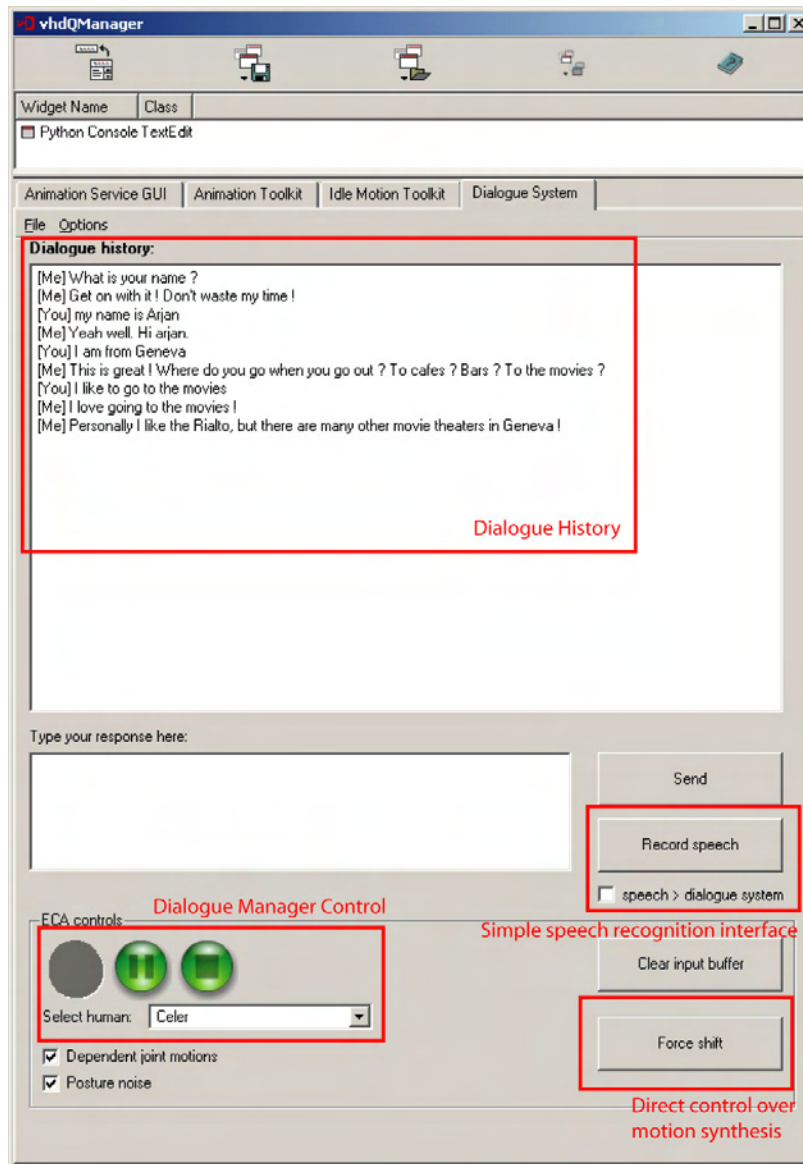 vhdQManager
Widget Name Class
Python Console TextEdit
Animation Service GUI Animation Toolkit Idle Motion Toolkit Dialogue System
File Options
Dialogue history:
[Me] What is your name ?
[Me] Get on with it ! Don't waste my time !
[You] my name is Arjan
[Me] Yeah well. Hi arjan.
[You] I am from Geneva
[Me] This is great ! Where do you go when you go out ? To cafes ? Bars ? To the movies ?
[You] I like to go to the movies
[Me] I love going to the movies !
[Me] Personally I like the Rialto, but there are many other movie theaters in Geneva !
Dialogue History
Type your response here:
Send
Record speech
speech > dialogue system
Dialogue Manager Control
Simple speech recognition interface
ECA controls
Clear input buffer
Select human: Celer
Force shift
Dependent joint motions
Posture noise
Direct control over
motion synthesis